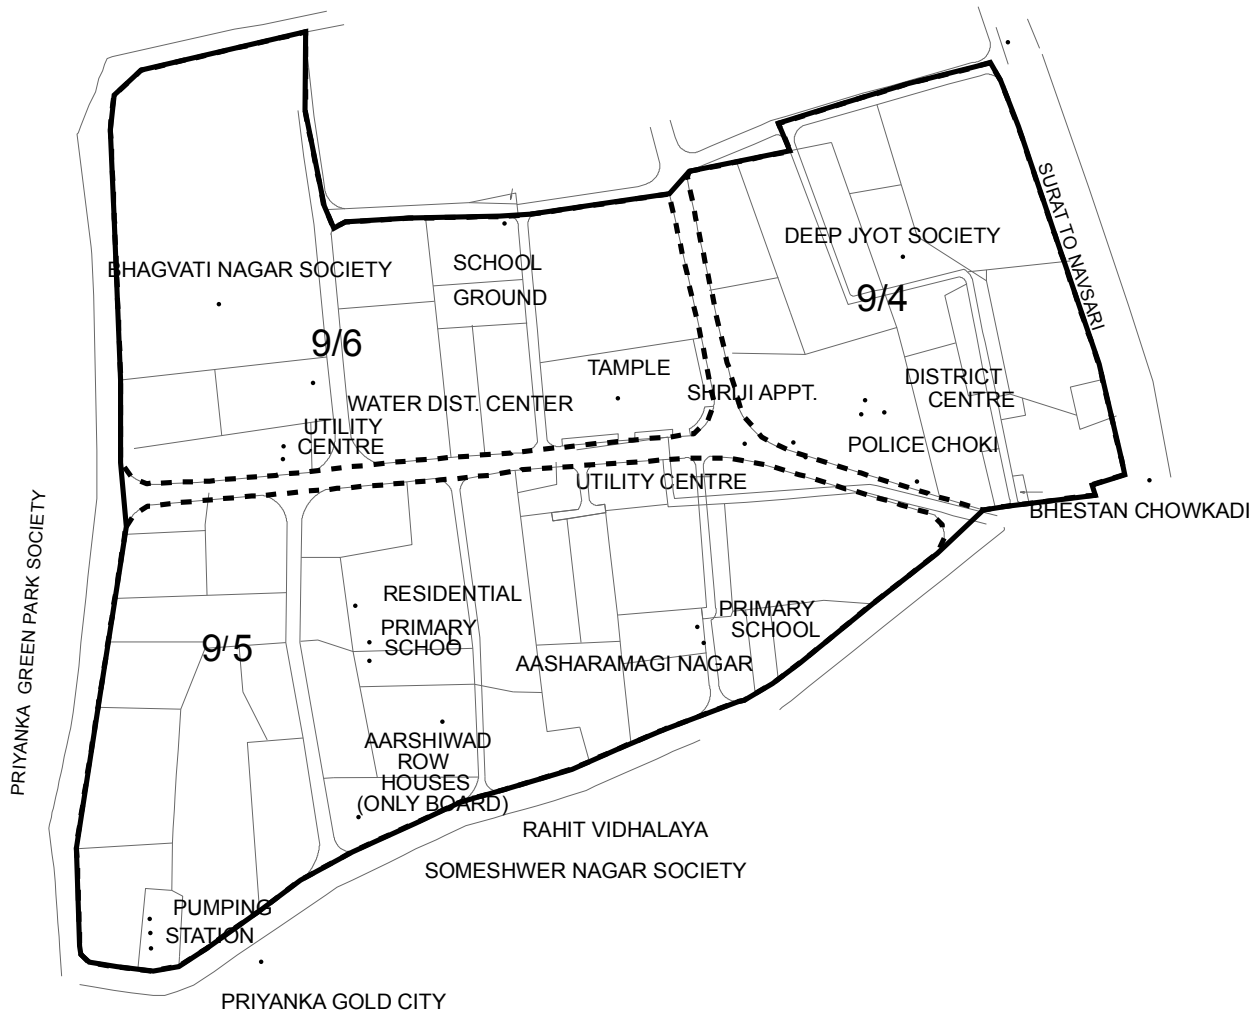 SURAT TO NAVSARI
DEEP JYOT SOCIETY
BHAGVATI NAGAR SOCIETY
SCHOOL
GROUND
9/4
9/6
TAMPLE
SHRIJI APPT.
DISTRICT
CENTRE
WATER DIST. CENTER
UTILITY
CENTRE
POLICE CHOKI
UTILITY CENTRE
BHESTAN CHOWKADI
PRIYANKA GREEN PARK SOCIETY
RESIDENTIAL
PRIMARY
SCHOO
PRIMARY
SCHOOL
9/5
AASHARAMAGI NAGAR
AARSHIWAD
ROW
HOUSES
(ONLY BOARD)
RAHIT VIDHALAYA
SOMESHWER NAGAR SOCIETY
PUMPING
STATION
PRIYANKA GOLD CITY